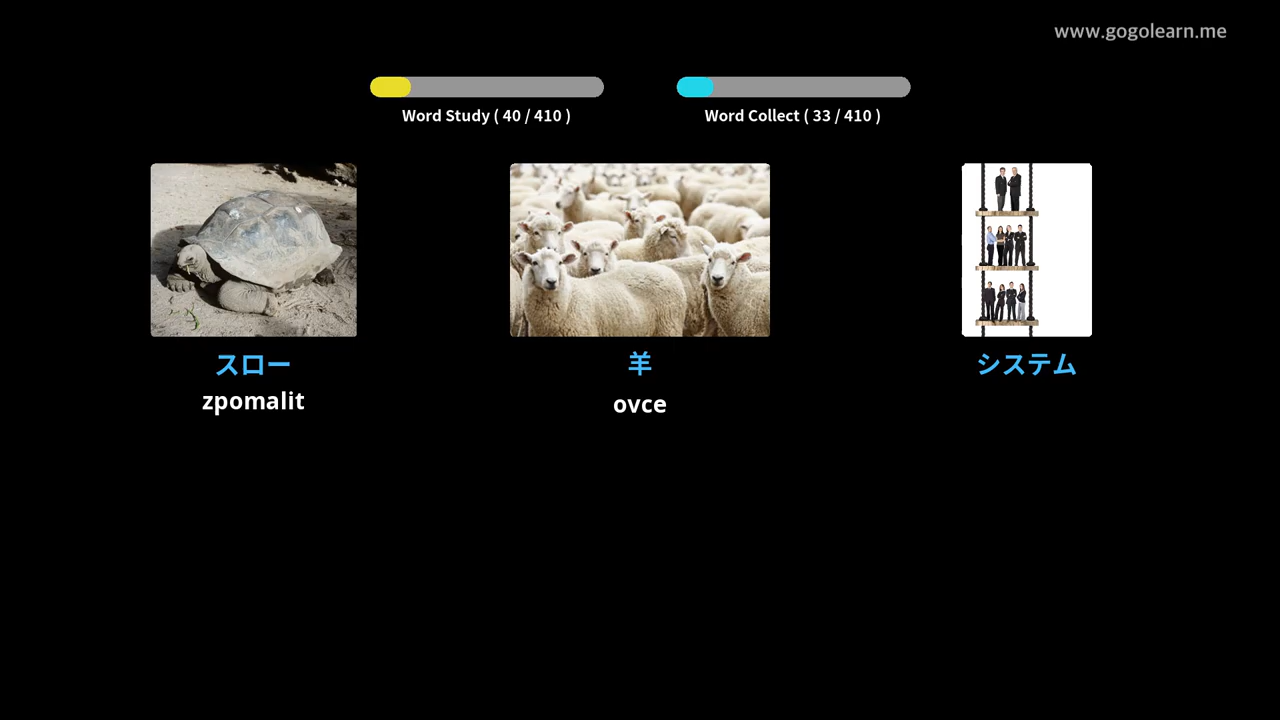 www.gogolearn.me
Word Study ( 40 / 410 )
Word Collect ( 33 / 410 )
スロー
羊
システム
zpomalit
ovce